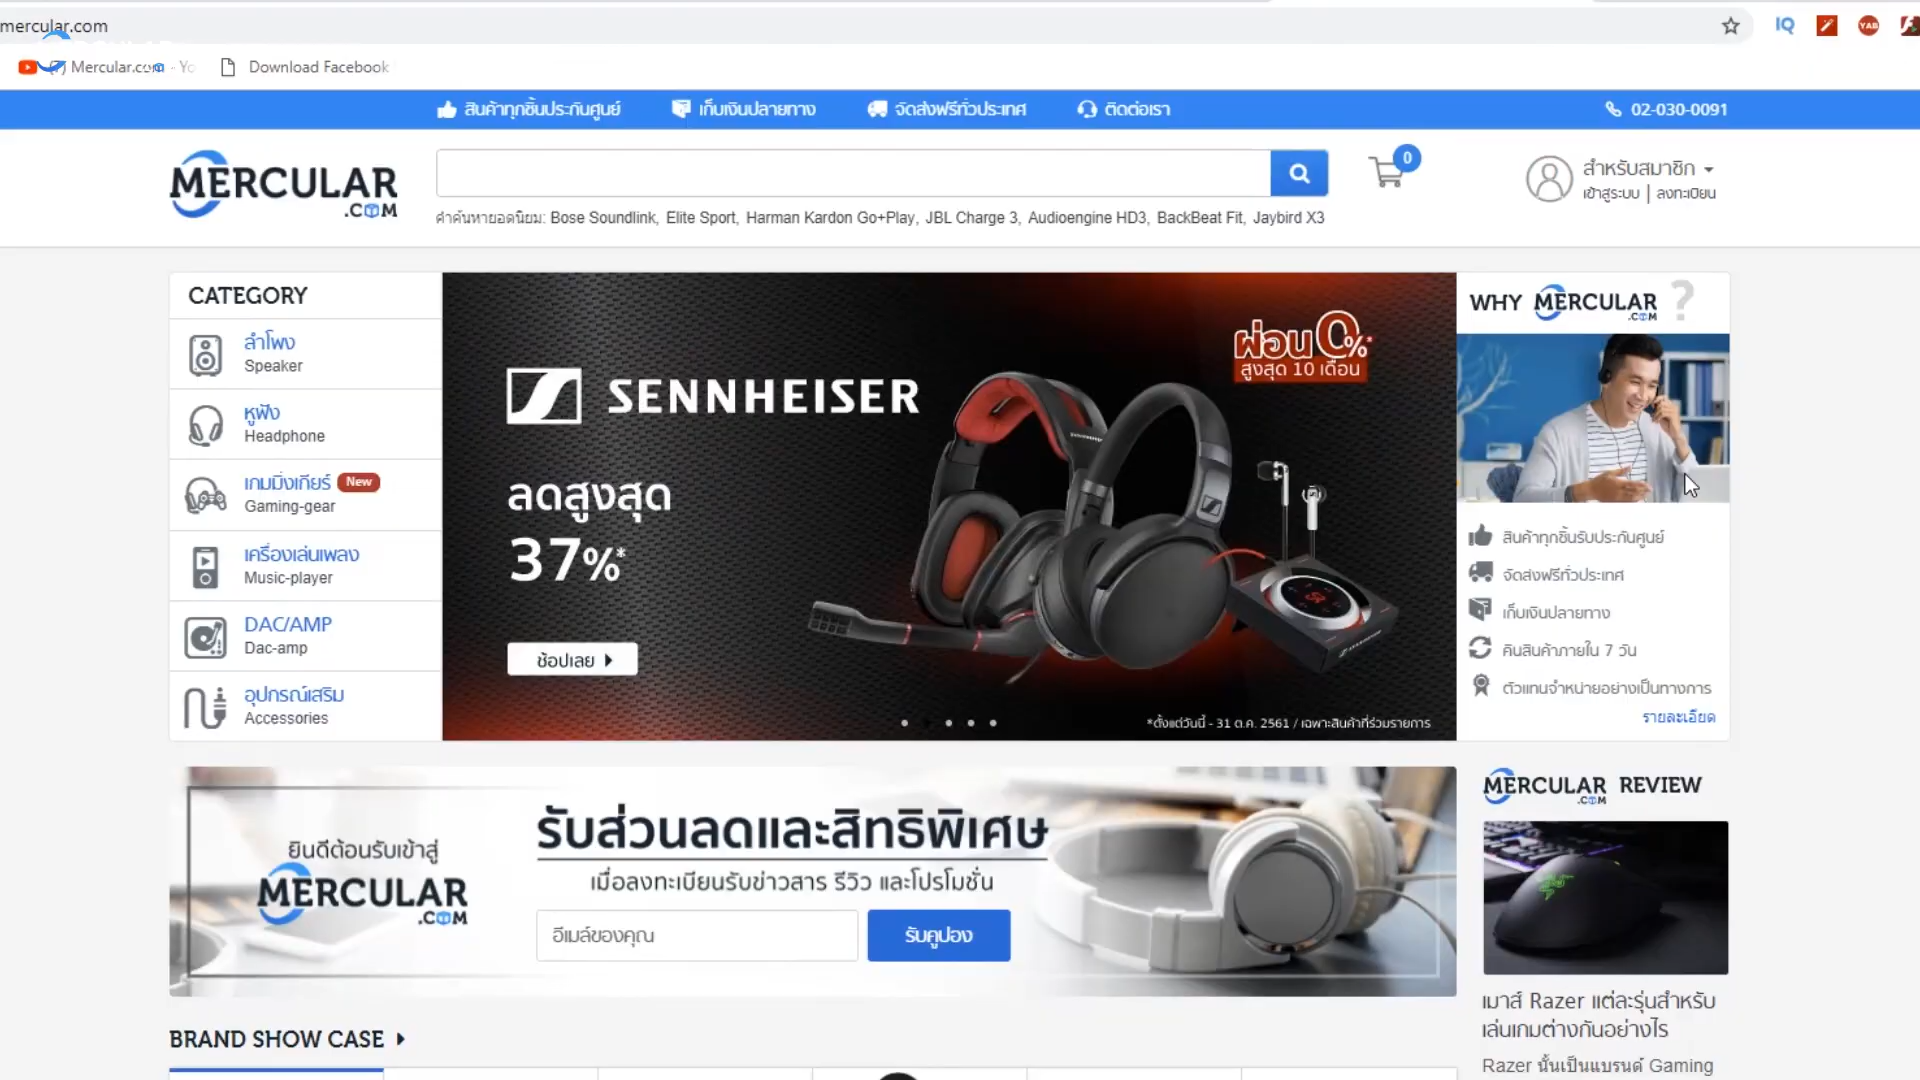 mercular.com
Mercular.com - Yo
Download Facebook
สินค้าทุกชิ้นประกันศูนย์
เก็บเงินปลายทาง
จัดส่งฟรีทั่วประเทศ
ติดต่อเรา
02-030-0091
MERCULAR
.COM
0
สำหรับสมาชิก
เข้าสู่ระบบ | ลงทะเบียน
คำค้นหายอดนิยม: Bose Soundlink, Elite Sport, Harman Kardon Go+Play, JBL Charge 3, Audioengine HD3, BackBeat Fit, Jaybird X3
CATEGORY
ลำโพง
Speaker
หูฟัง
Headphone
เกมมิ่งเกียร์ New
Gaming-gear
เครื่องเล่นเพลง
Music-player
DAC/AMP
Dac-amp
อุปกรณ์เสริม
Accessories
SENNHEISER
ลดสูงสุด
37%*
ช้อปเลย
ผ่อน 0%*
สูงสุด 10 เดือน
*ตั้งแต่วันนี้ - 31 ต.ค. 2561 / เฉพาะสินค้าที่ร่วมรายการ
WHY MERCULAR.COM ?
สินค้าทุกชิ้นรับประกันศูนย์
จัดส่งฟรีทั่วประเทศ
เก็บเงินปลายทาง
คืนสินค้าภายใน 7 วัน
ตัวแทนจำหน่ายอย่างเป็นทางการ
รายละเอียด
ยินดีต้อนรับเข้าสู่
MERCULAR
.COM
รับส่วนลดและสิทธิพิเศษ
เมื่อลงทะเบียนรับข่าวสาร รีวิว และโปรโมชั่น
อีเมล์ของคุณ
รับคูปอง
MERCULAR.COM REVIEW
เมาส์ Razer แต่ละรุ่นสำหรับ
เล่นเกมต่างกันอย่างไร
Razer นั้นเป็นแบรนด์ Gaming
BRAND SHOW CASE
IQ
YAB